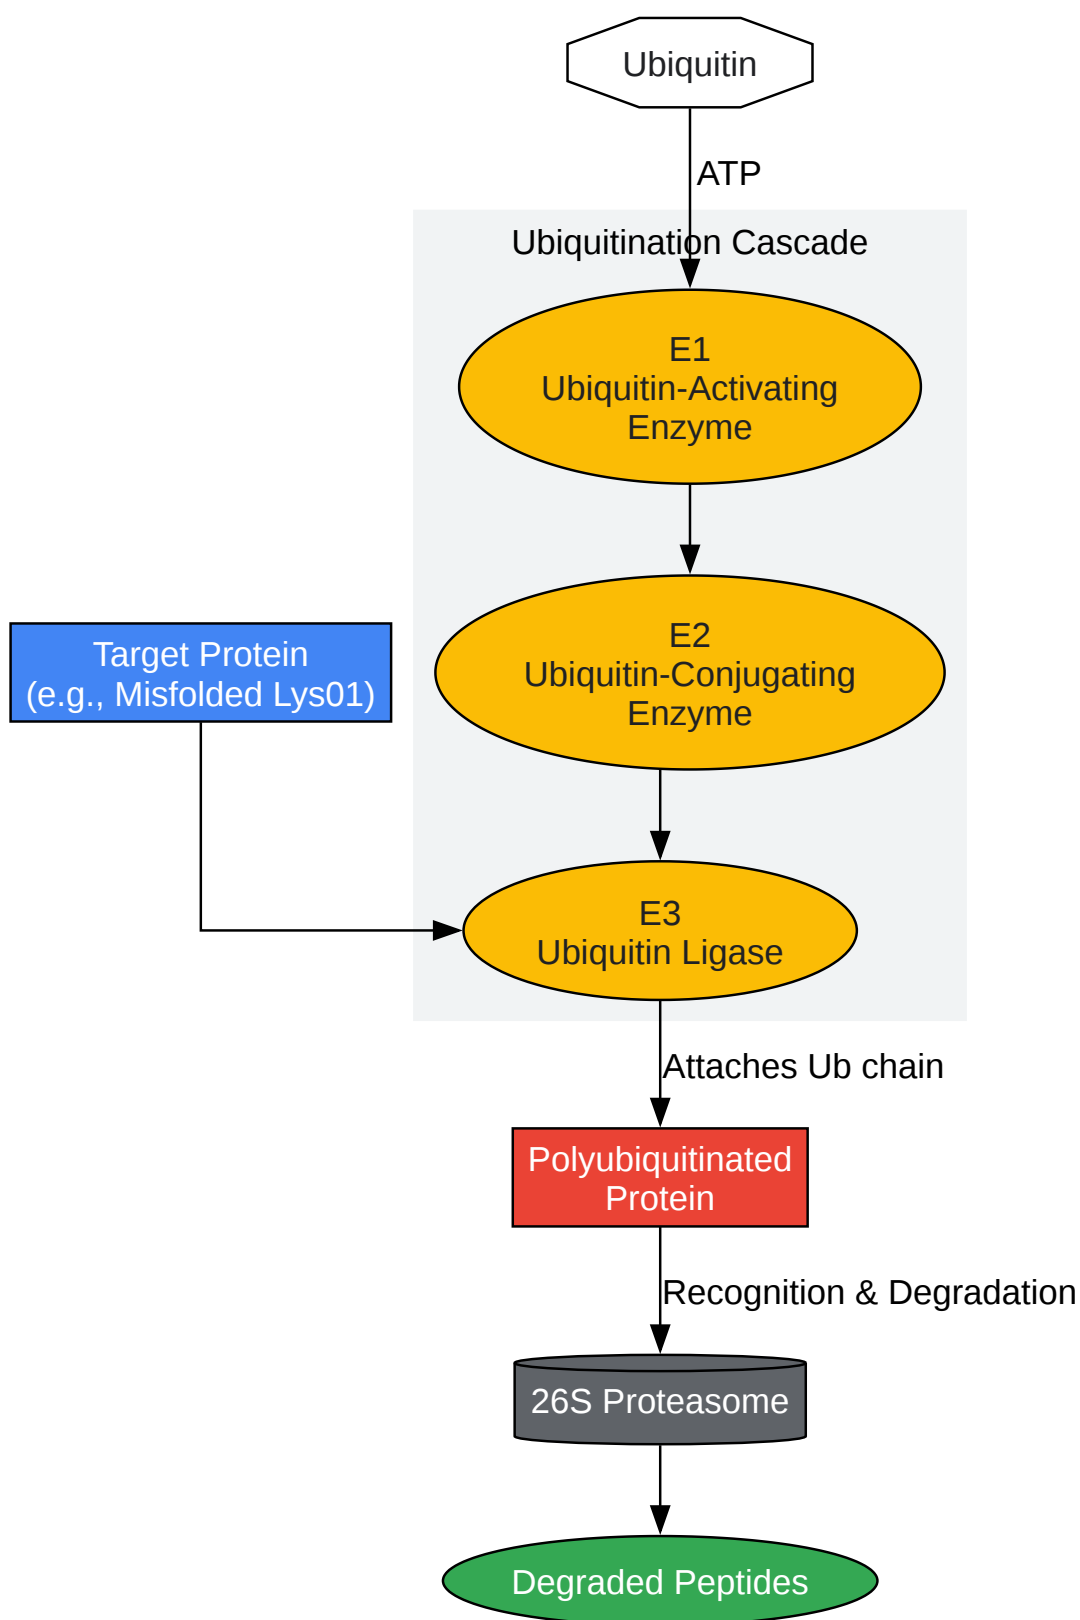 Ubiquitin
ATP
Ubiquitination Cascade
E1
Ubiquitin-Activating
Enzyme
E2
Ubiquitin-Conjugating
Enzyme
Target Protein
(e.g., Misfolded Lys01)
E3
Ubiquitin Ligase
Attaches Ub chain
Polyubiquitinated
Protein
Recognition & Degradation
26S Proteasome
Degraded Peptides